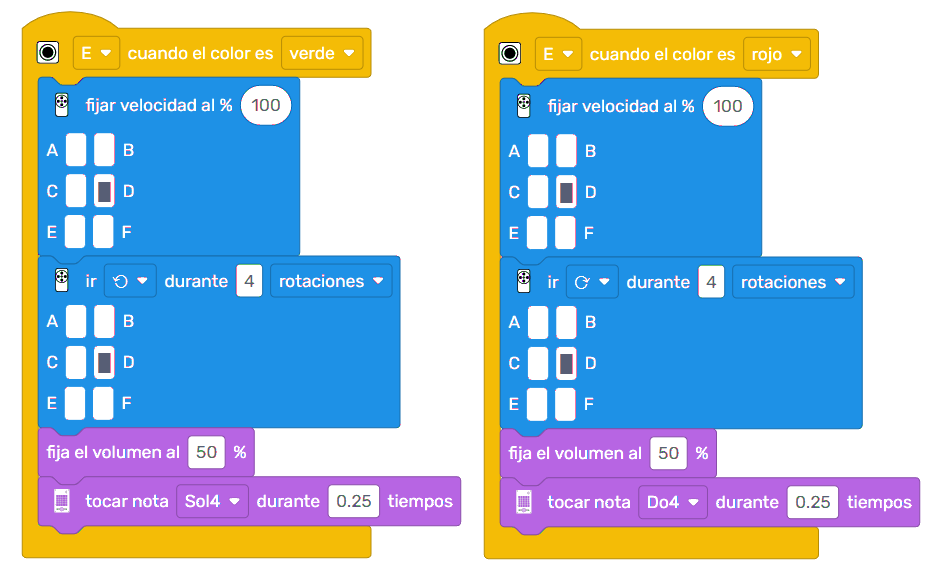 E cuando el color es verde
fijar velocidad al % 100
A B
C D
E F
ir durante 4 rotaciones
A B
C D
E F
fija el volumen al 50 %
tocar nota Sol4 durante 0.25 tiempos
E cuando el color es rojo
fijar velocidad al % 100
A B
C D
E F
ir durante 4 rotaciones
A B
C D
E F
fija el volumen al 50 %
tocar nota Do4 durante 0.25 tiempos